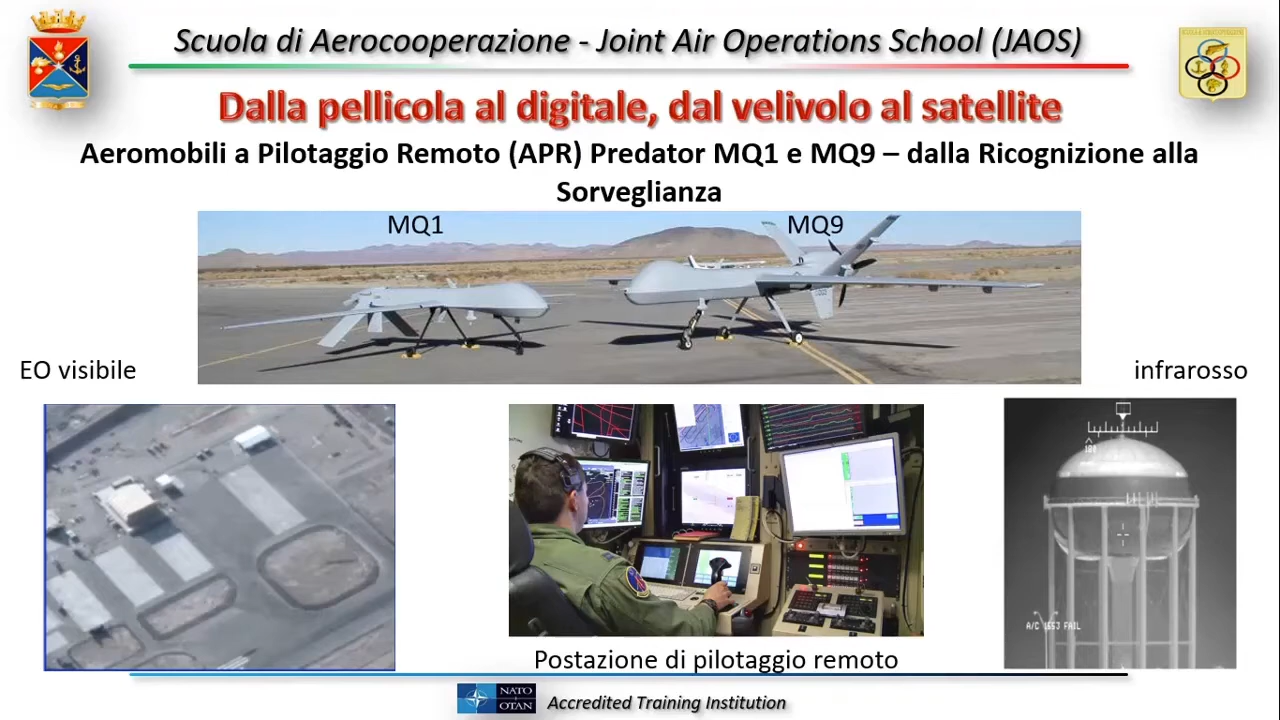 Scuola di Aerocooperazione - Joint Air Operations School (JAOS)
Dalla pellicola al digitale, dal velivolo al satellite
Aeromobili a Pilotaggio Remoto (APR) Predator MQ1 e MQ9 – dalla Ricognizione alla
Sorveglianza
MQ1
MQ9
EO visibile
infrarosso
A/C 163J FAIL
Postazione di pilotaggio remoto
NATO
OTAN
Accredited Training Institution